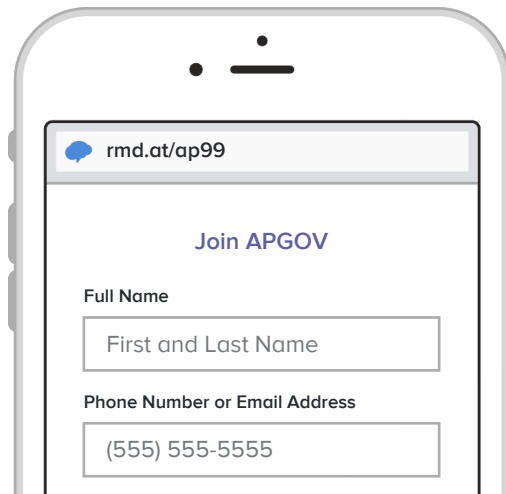 rmd.at/ap99
Join APGOV
Full Name
First and Last Name
Phone Number or Email Address
(555) 555-5555